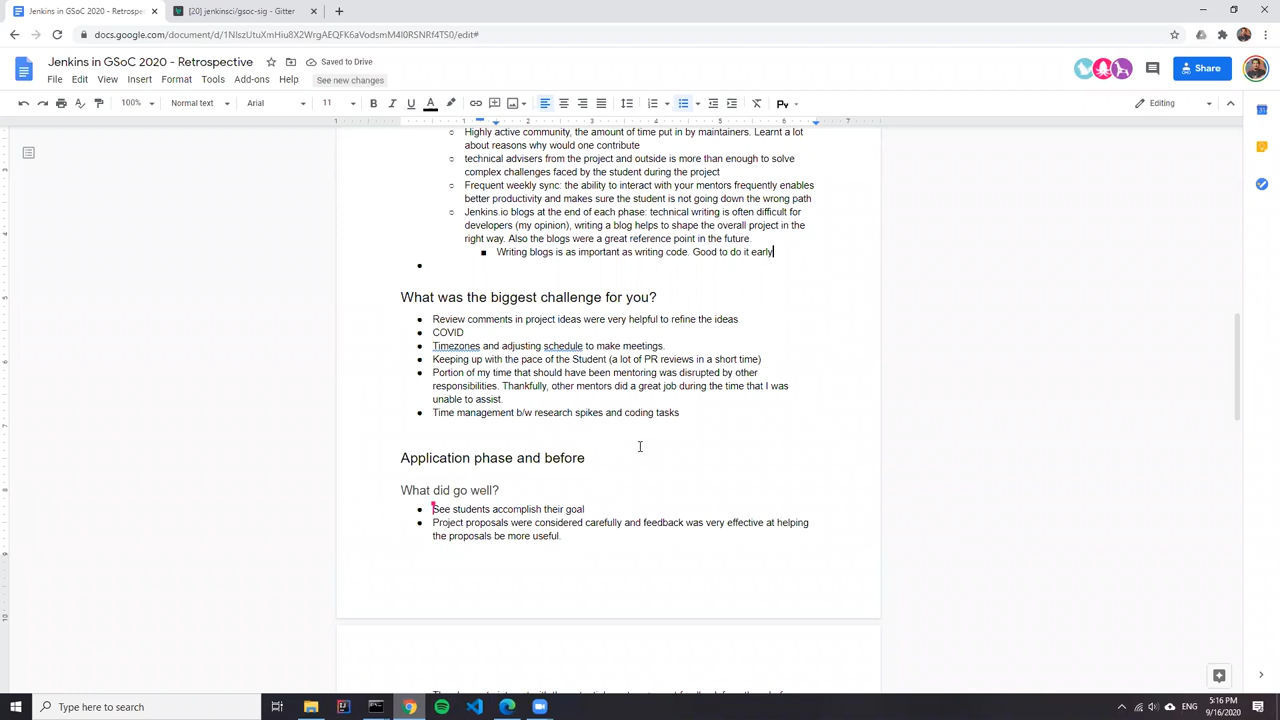 Jenkins in GSoC 2020 - Retrospe
[20] jenkinsci/gsoc-sig - Gitter
docs.google.com/document/d/1NIszUtuXmHiu8X2WrgAEQFK6aVodsmM4I0RSNRf4TS0/edit#
Jenkins in GSoC 2020 - Retrospective
Saved to Drive
File Edit View Insert Format Tools Add-ons Help
See new changes
Share
100% Normal text Arial 11
Editing
Highly active community, the amount of time put in by maintainers. Learnt a lot
about reasons why would one contribute
technical advisers from the project and outside is more than enough to solve
complex challenges faced by the student during the project
Frequent weekly sync: the ability to interact with your mentors frequently enables
better productivity and makes sure the student is not going down the wrong path
Jenkins.io blogs at the end of each phase: technical writing is often difficult for
developers (my opinion), writing a blog helps to shape the overall project in the
right way. Also the blogs were a great reference point in the future.
Writing blogs is as important as writing code. Good to do it early
What was the biggest challenge for you?
Review comments in project ideas were very helpful to refine the ideas
COVID
Timezones and adjusting schedule to make meetings.
Keeping up with the pace of the Student (a lot of PR reviews in a short time)
Portion of my time that should have been mentoring was disrupted by other
responsibilities. Thankfully, other mentors did a great job during the time that I was
unable to assist.
Time management b/w research spikes and coding tasks
Application phase and before
What did go well?
See students accomplish their goal
Project proposals were considered carefully and feedback was very effective at helping
the proposals be more useful.
Type here to search
ENG
5:16 PM
9/16/2020